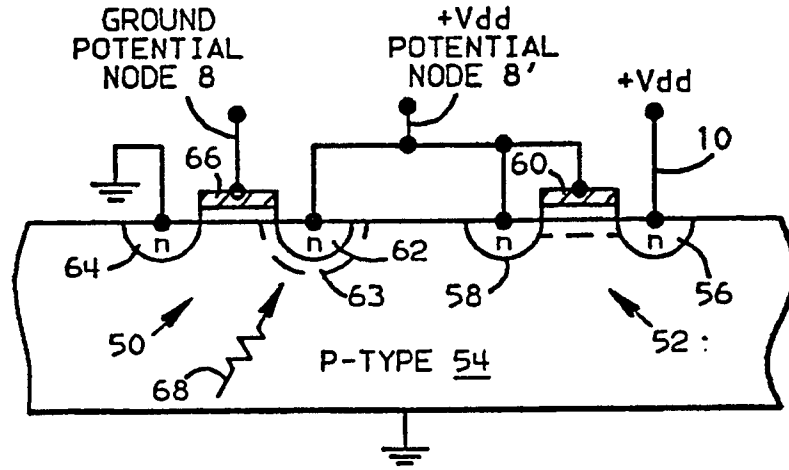 GROUND
POTENTIAL
NODE 8
+Vdd
POTENTIAL
NODE 8'
+Vdd
66
60
10
n
n
n
n
64
62
63
58
56
50
52 :
68
P-TYPE 54